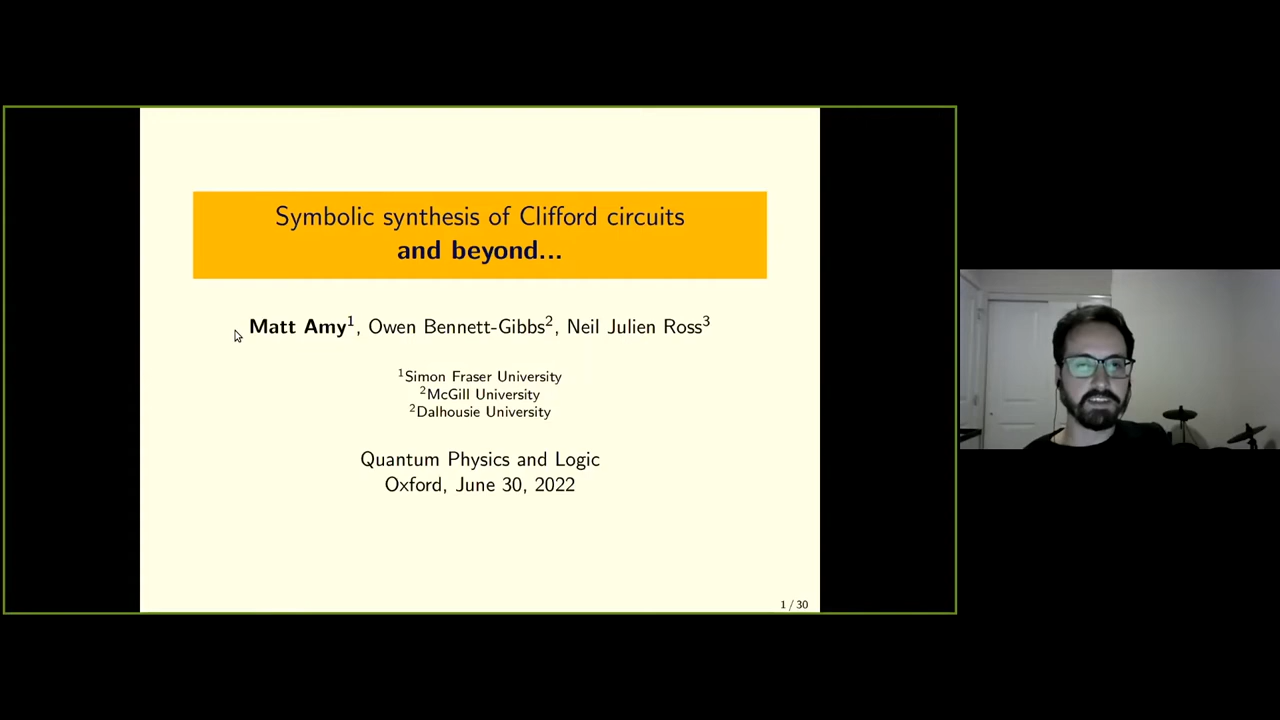 Symbolic synthesis of Clifford circuits
and beyond...
Matt Amy¹, Owen Bennett-Gibbs², Neil Julien Ross³
¹Simon Fraser University
²McGill University
²Dalhousie University
Quantum Physics and Logic
Oxford, June 30, 2022
1 / 30